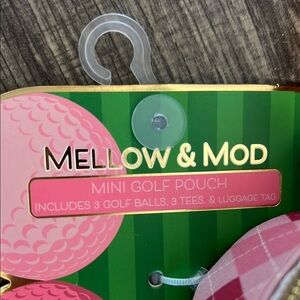 MELLOW & MOD
MINI GOLF POUCH
INCLUDES 3 GOLF BALLS, 3 TEES, & LUGGAGE TAG